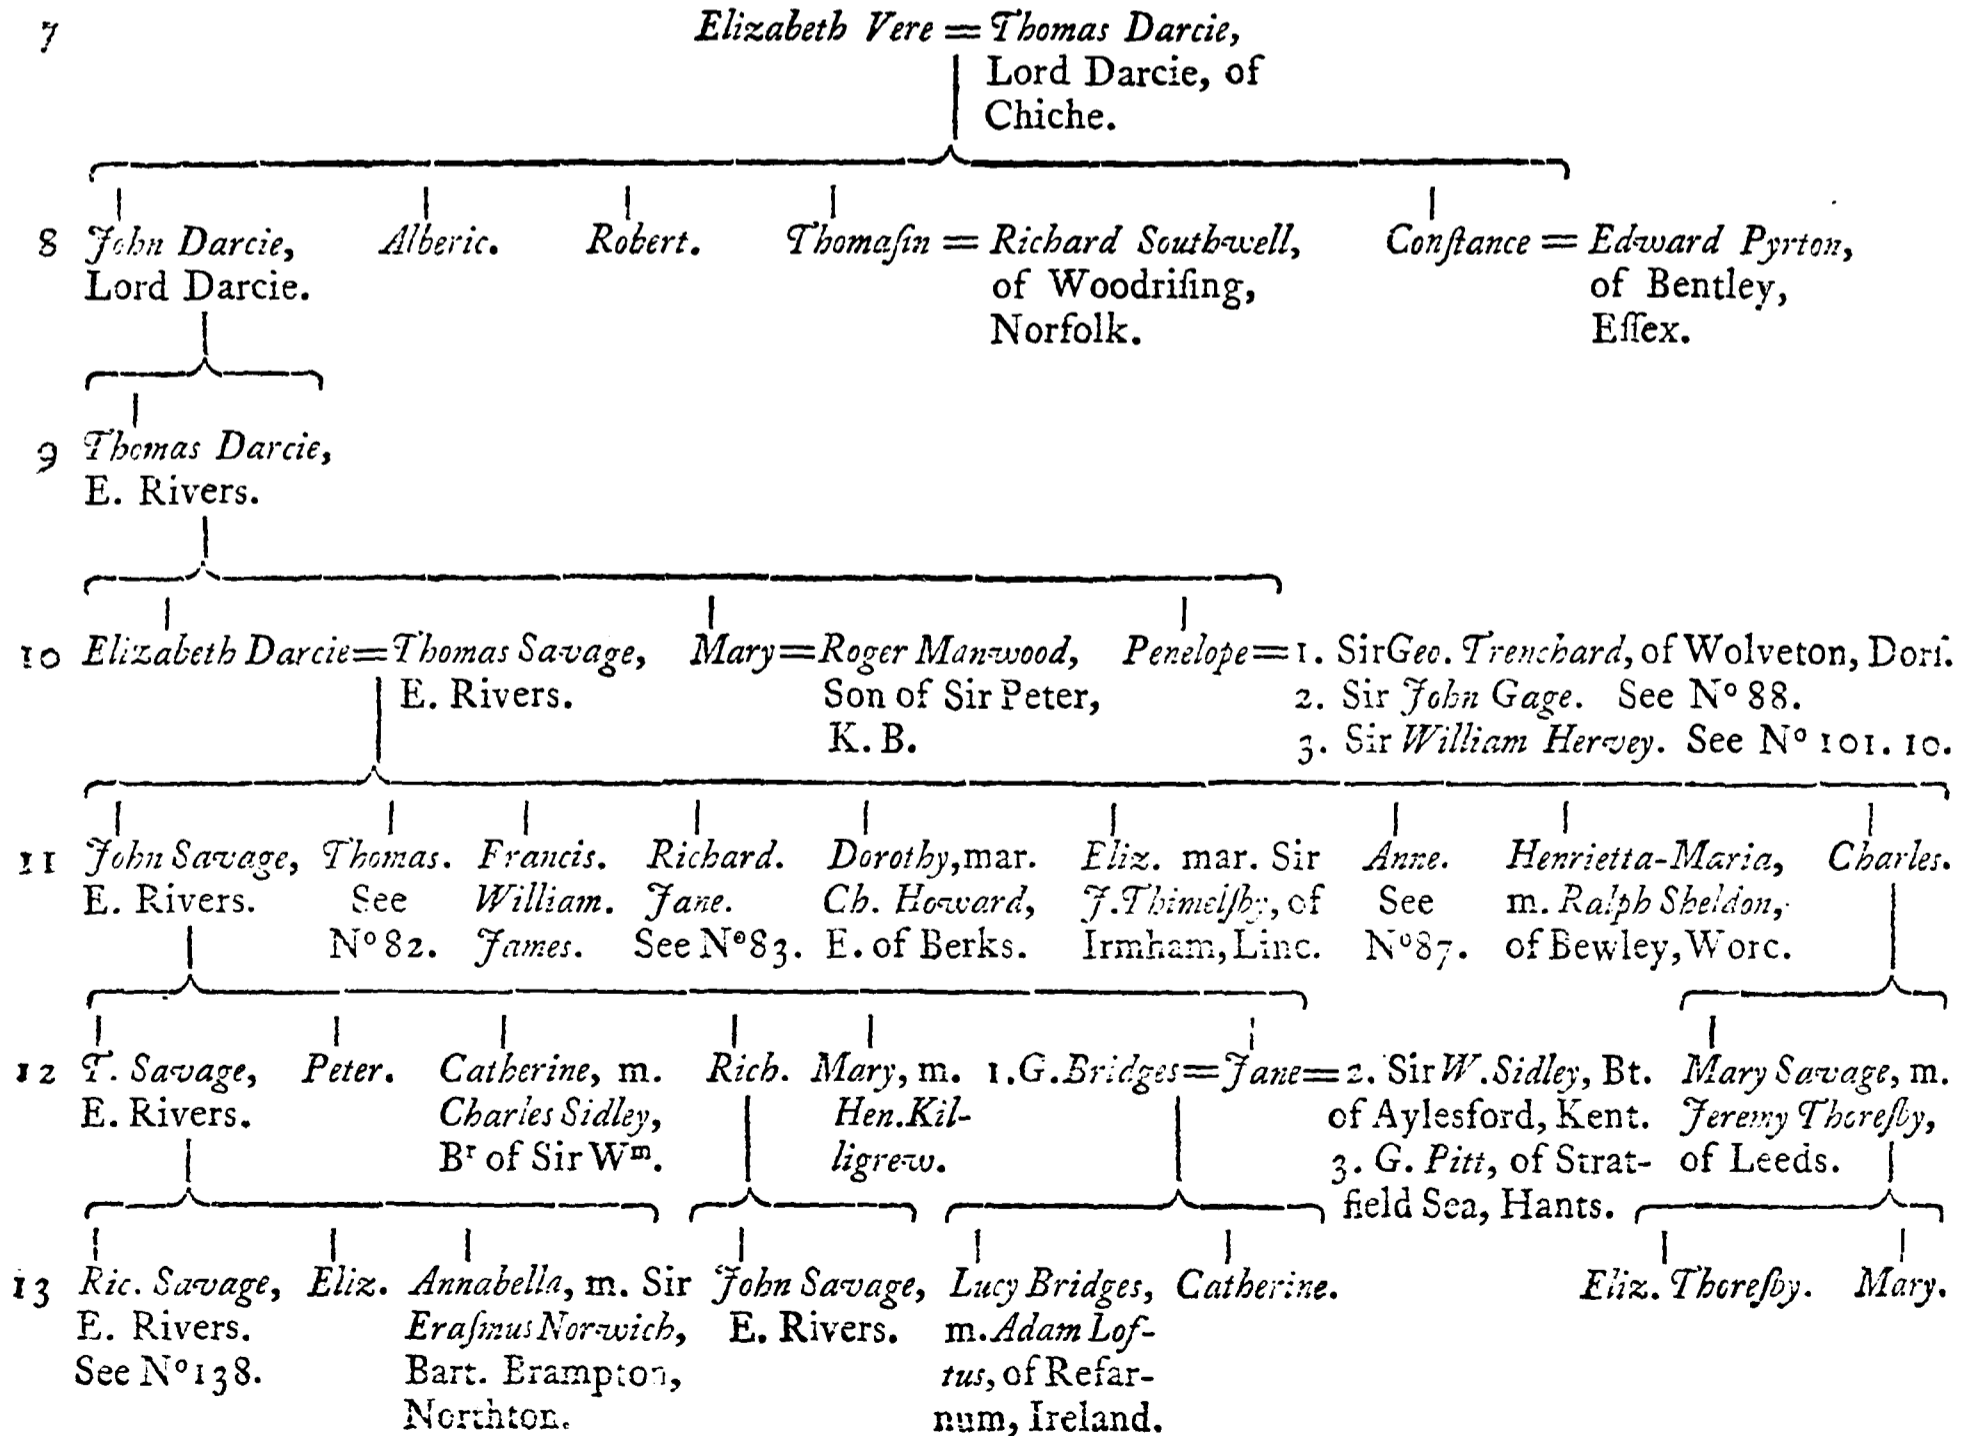 7 Elizabeth Vere = Thomas Darcie,
Lord Darcie, of
Chiche.
8 John Darcie, Alberic. Robert. Thomaſin = Richard Southwell, Conſtance = Edward Pyrton,
Lord Darcie. of Woodriſing, of Bentley,
Norfolk. Eſſex.
9 Thomas Darcie,
E. Rivers.
10 Elizabeth Darcie=Thomas Savage, Mary=Roger Manwood, Penelope=1. Sir Geo. Trenchard, of Wolveton, Dorſ.
E. Rivers. Son of Sir Peter, 2. Sir John Gage. See Nº 88.
K. B. 3. Sir William Hervey. See Nº 101. 10.
11 John Savage, Thomas. Francis. Richard. Dorothy, mar. Eliz. mar. Sir Anne. Henrietta-Maria, Charles.
E. Rivers. See William. Jane. Ch. Howard, J. Thimelſby, of See m. Ralph Sheldon,
Nº 82. James. See Nº 83. E. of Berks. Irmham, Linc. Nº 87. of Bewley, Worc.
12 T. Savage, Peter. Catherine, m. Rich. Mary, m. 1. G. Bridges=Jane=2. Sir W. Sidley, Bt. Mary Savage, m.
E. Rivers. Charles Sidley, Hen. Kil- of Aylesford, Kent. Jeremy Thoreſby,
Bʳ of Sir Wᵐ. ligrew. 3. G. Pitt, of Strat- of Leeds.
field Sea, Hants.
13 Ric. Savage, Eliz. Annabella, m. Sir John Savage, Lucy Bridges, Catherine. Eliz. Thoreſby. Mary.
E. Rivers. Eraſmus Norwich, E. Rivers. m. Adam Lof-
See Nº 138. Bart. Brampton, tus, of Refar-
Northton. num, Ireland.